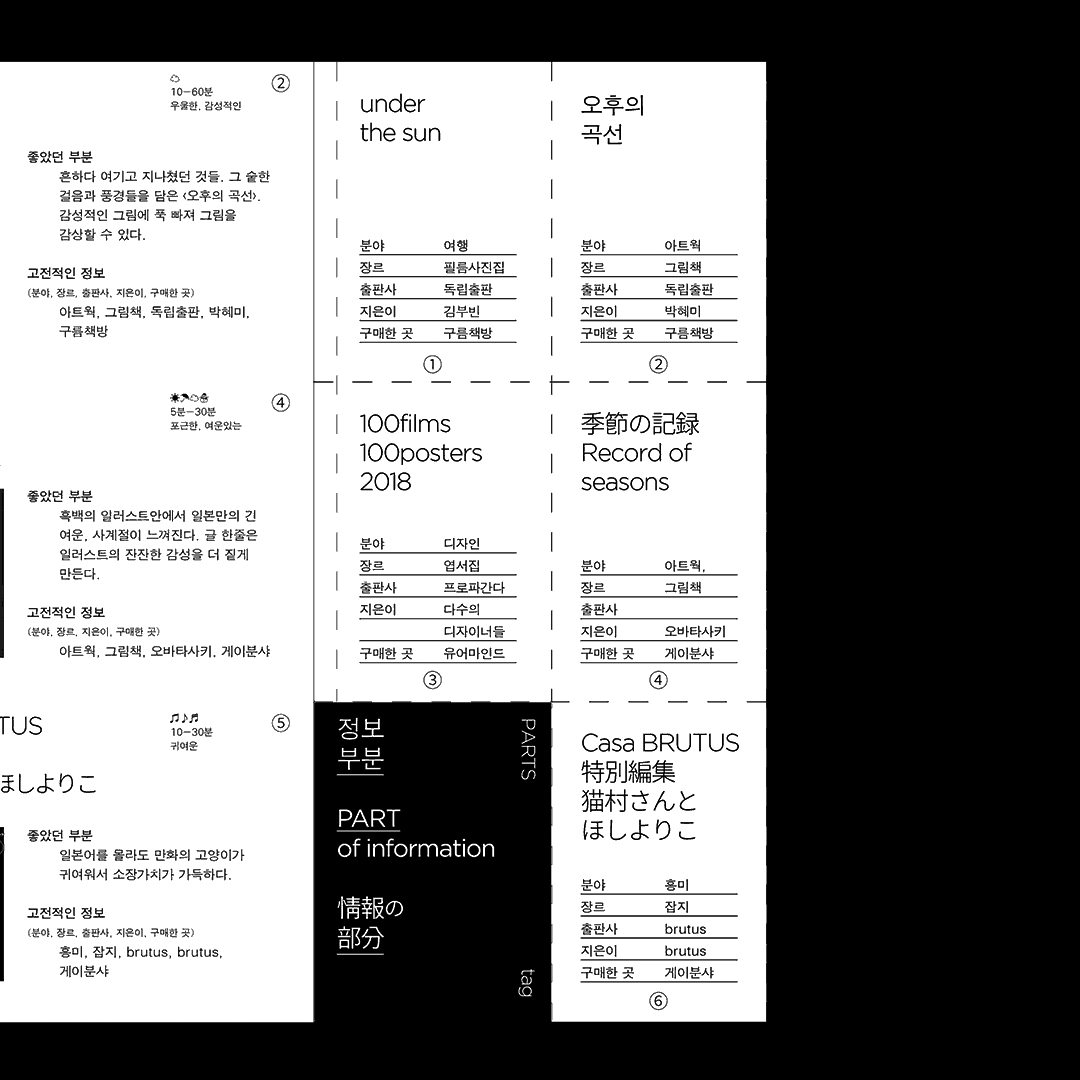 ②
10—60분
우울한, 감성적인
좋았던 부분
흔하다 여기고 지나쳤던 것들. 그 숱한
걸음과 풍경들을 담은 ‹오후의 곡선›.
감성적인 그림에 푹 빠져 그림을
감상할 수 있다.
고전적인 정보
(분야, 장르, 출판사, 지은이, 구매한 곳)
아트웍, 그림책, 독립출판, 박혜미,
구름책방
④
5분—30분
포근한, 여운있는
좋았던 부분
흑백의 일러스트안에서 일본만의 긴
여운, 사계절이 느껴진다. 글 한줄은
일러스트의 잔잔한 감성을 더 짙게
만든다.
고전적인 정보
(분야, 장르, 지은이, 구매한 곳)
아트웍, 그림책, 오바타사키, 게이분샤
TUS
⑤
♫♪♬
10—30분
귀여운
ほしよりこ
좋았던 부분
일본어를 몰라도 만화의 고양이가
귀여워서 소장가치가 가득하다.
고전적인 정보
(분야, 장르, 출판사, 지은이, 구매한 곳)
흥미, 잡지, brutus, brutus,
게이분샤
under
the sun
분야 여행
장르 필름사진집
출판사 독립출판
지은이 김부빈
구매한 곳 구름책방
①
오후의
곡선
분야 아트웍
장르 그림책
출판사 독립출판
지은이 박혜미
구매한 곳 구름책방
②
100films
100posters
2018
분야 디자인
장르 엽서집
출판사 프로파간다
지은이 다수의
디자이너들
구매한 곳 유어마인드
③
季節の記録
Record of
seasons
분야 아트웍,
장르 그림책
출판사
지은이 오바타사키
구매한 곳 게이분샤
④
정보
부분
PART
of information
情報の
部分
PARTS
tag
Casa BRUTUS
特別編集
猫村さんと
ほしよりこ
분야 흥미
장르 잡지
출판사 brutus
지은이 brutus
구매한 곳 게이분샤
⑥